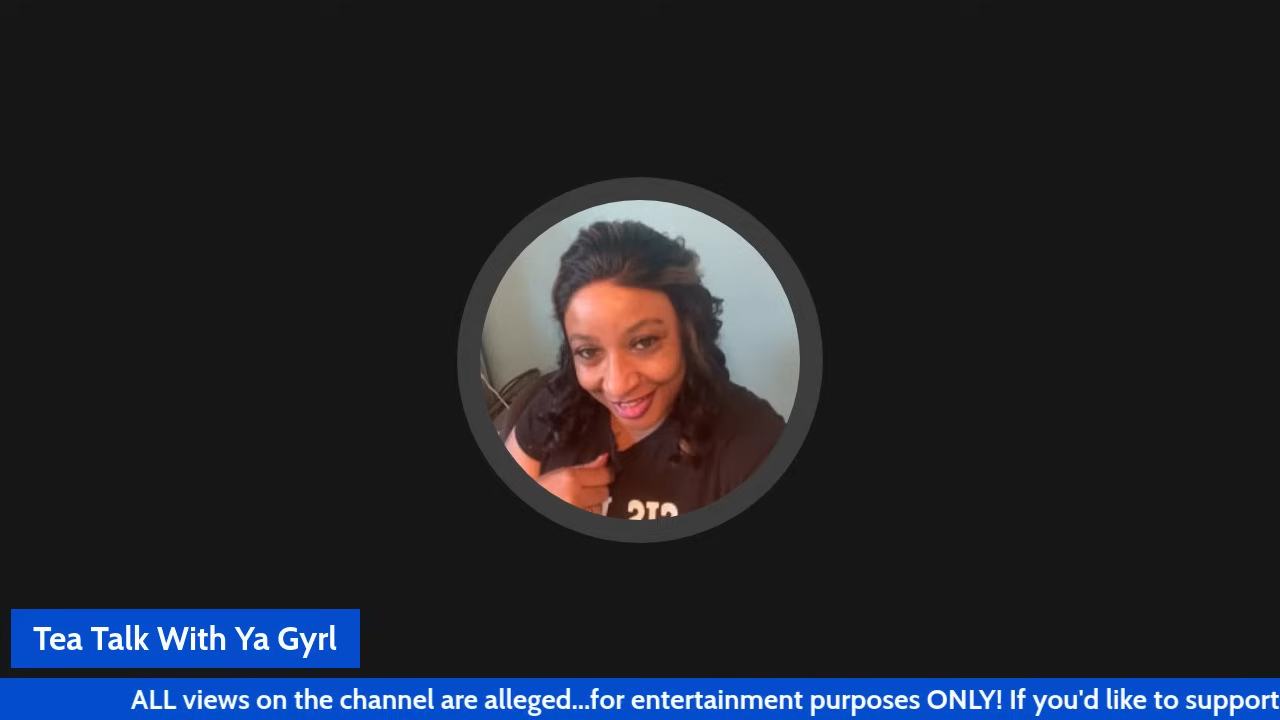 Tea Talk With Ya Gyrl
ALL views on the channel are alleged...for entertainment purposes ONLY! If you'd like to support